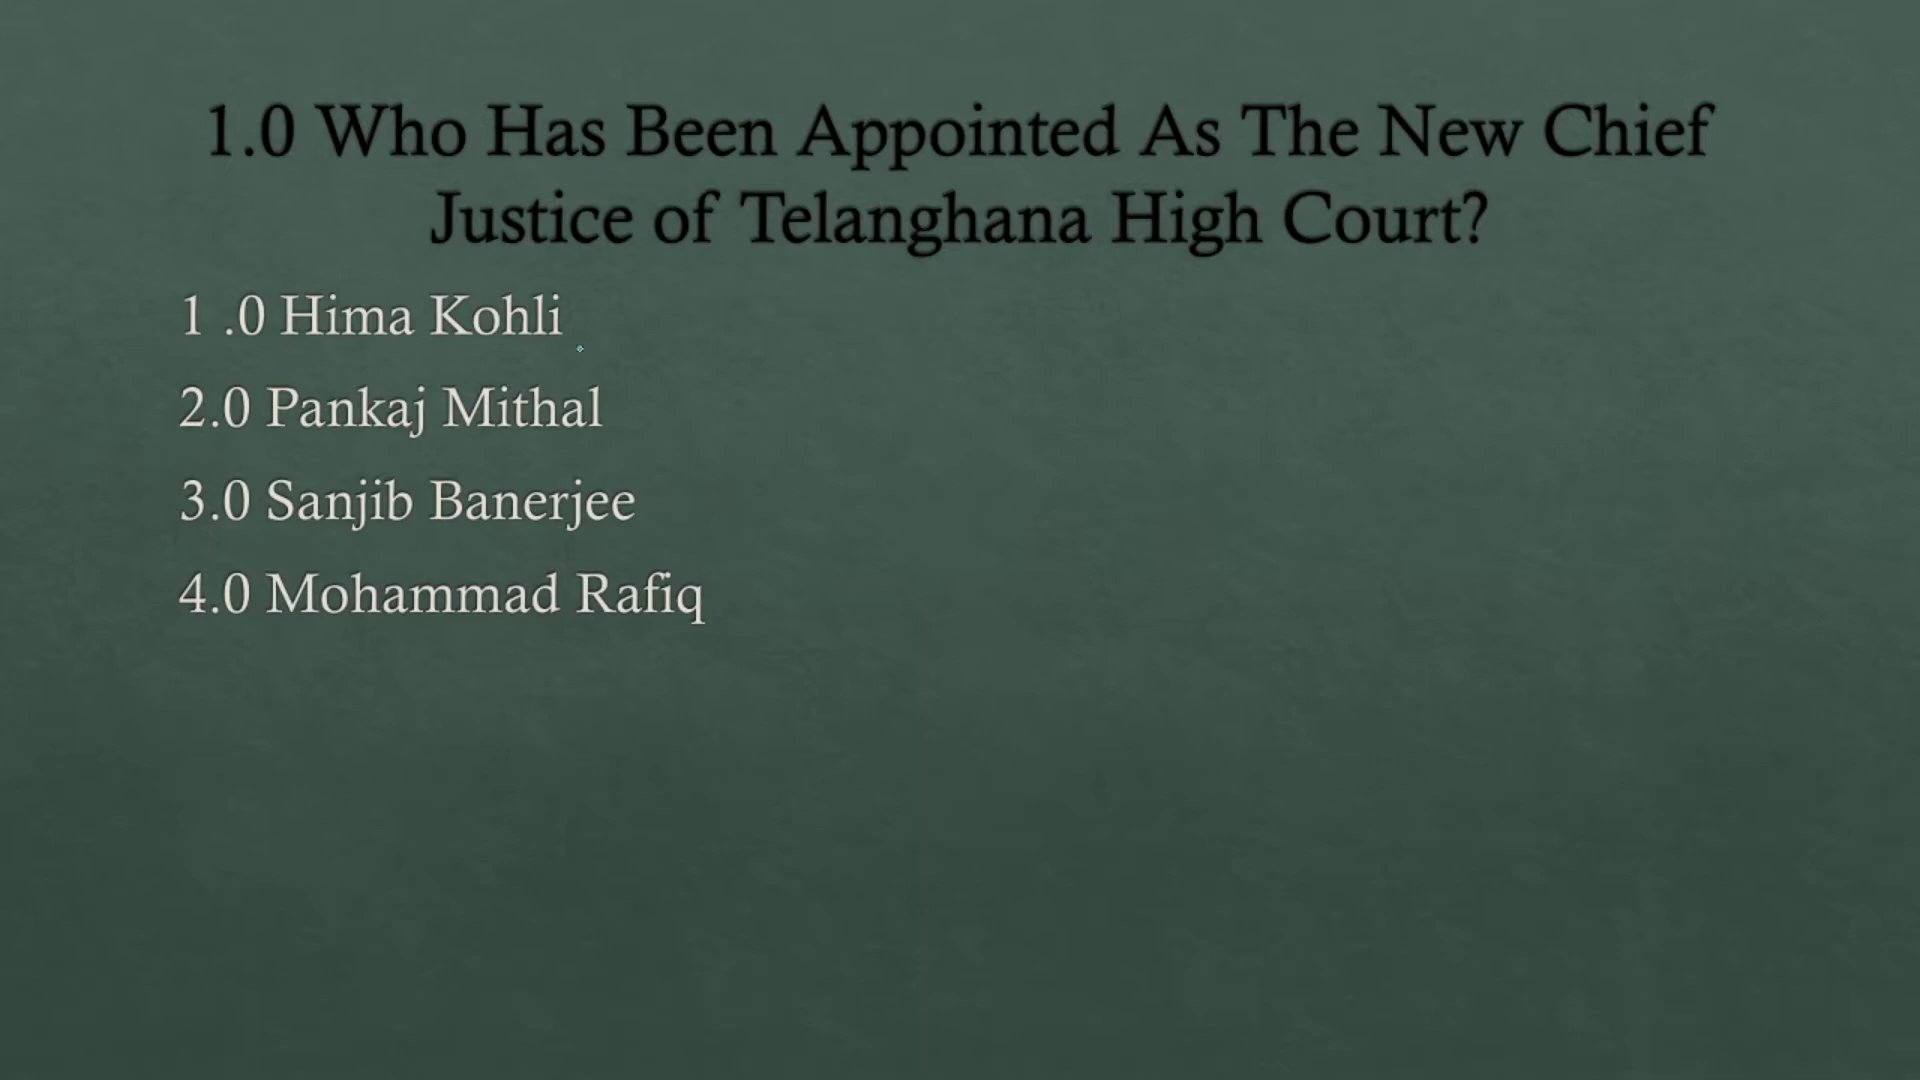 1.0 Who Has Been Appointed As The New Chief
Justice of Telanghana High Court?
1 .0 Hima Kohli
2.0 Pankaj Mithal
3.0 Sanjib Banerjee
4.0 Mohammad Rafiq